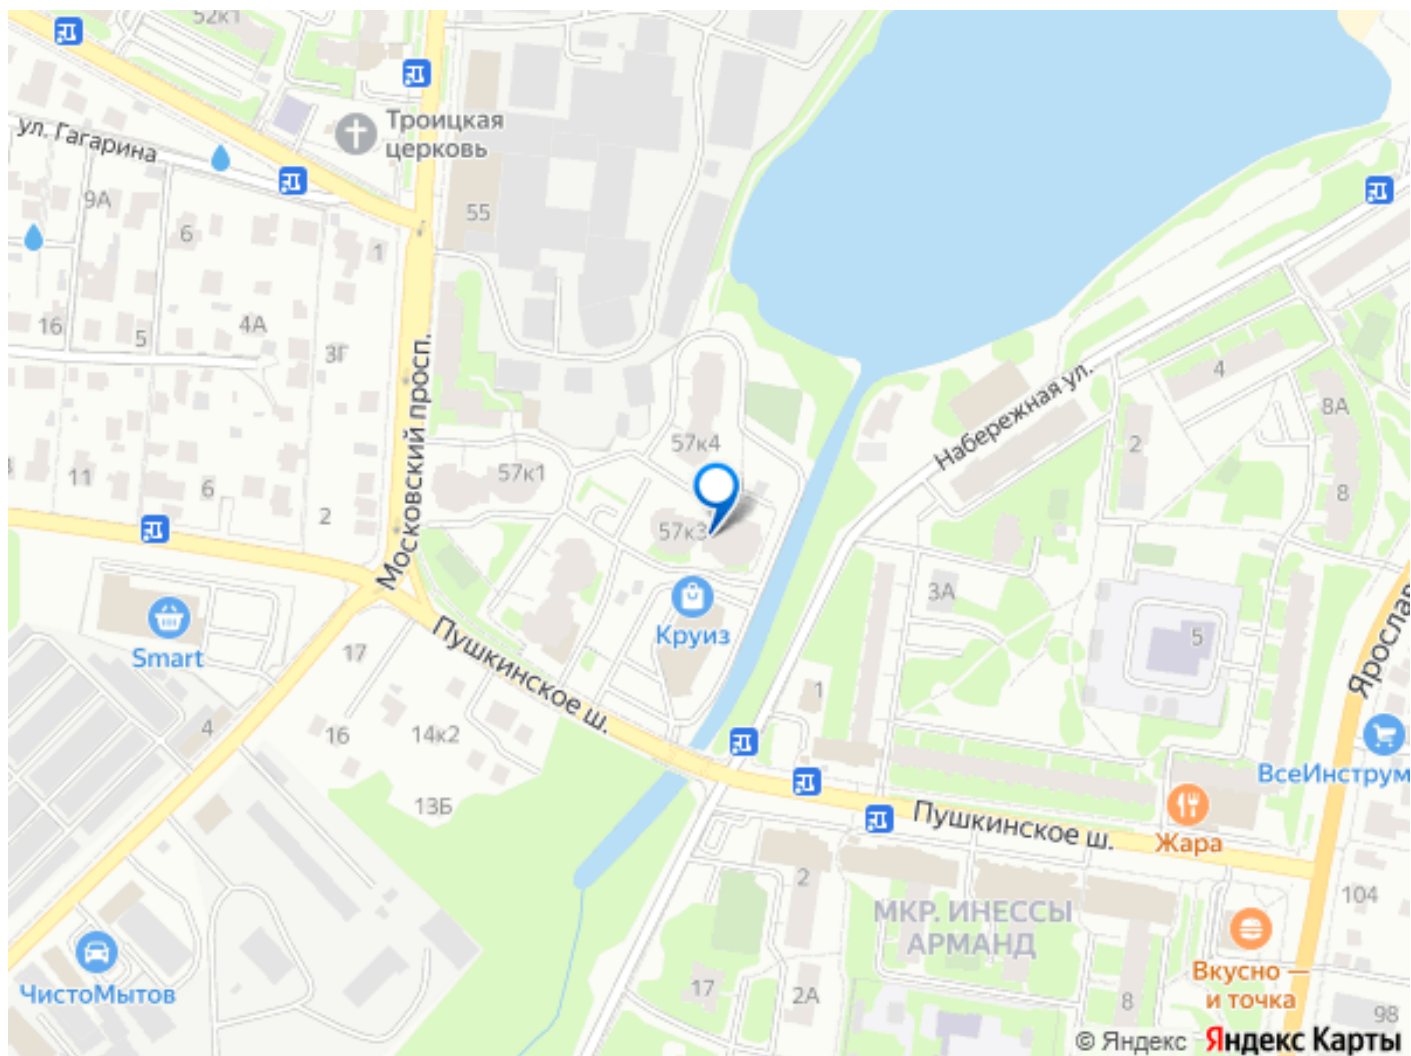 52к1
Троицкая
церковь
ул. Гагарина
9А
55
6
1
16
5
4А
3Г
Московский просп.
4
8А
Набережная ул.
2
57к4
57к1
11
6
2
8
57к3
3А
5
Круиз
Smart
17
Пушкинское ш.
1
Ярослав
4
16
14к2
13Б
ВсеИнструм
Пушкинское ш.
Жара
2
104
МКР. ИНЕССЫ
АРМАНД
Вкусно —
и точка
ЧистоМытов
17
2А
8
98
© Яндекс Яндекс Карты